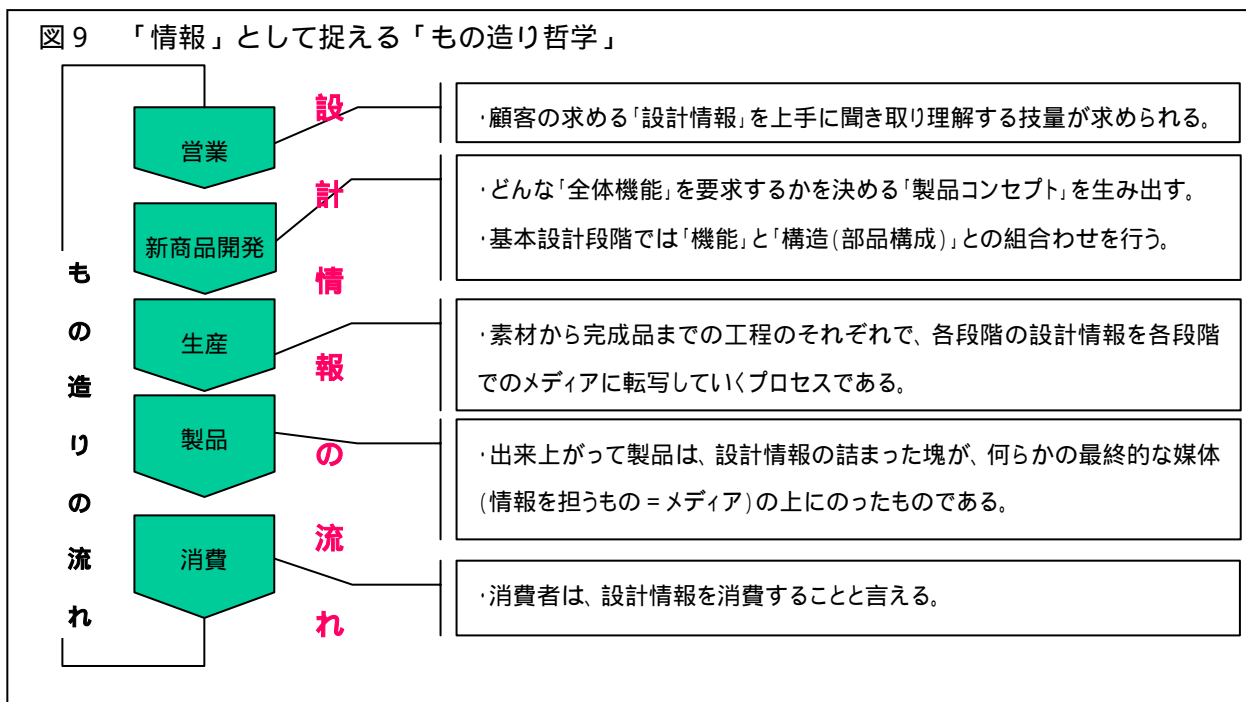 図9 「情報」として捉える「もの造り哲学」
もの造りの流れ
設計情報の流れ
営業
・顧客の求める「設計情報」を上手に聞き取り理解する技量が求められる。
新商品開発
・どんな「全体機能」を要求するかを決める「製品コンセプト」を生み出す。
・基本設計段階では「機能」と「構造(部品構成)」との組合わせを行う。
生産
・素材から完成品までの工程のそれぞれで、各段階の設計情報を各段階
でのメディアに転写していくプロセスである。
製品
・出来上がって製品は、設計情報の詰まった塊が、何らかの最終的な媒体
(情報を担うもの=メディア)の上にのったものである。
消費
・消費者は、設計情報を消費することと言える。